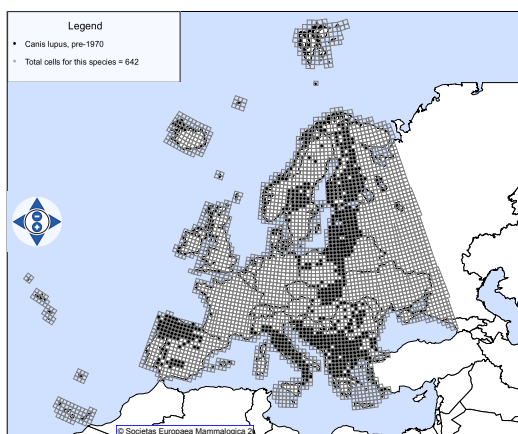 Legend
Canis lupus, pre-1970
Total cells for this species = 642
© Societas Europaea Mammalogica